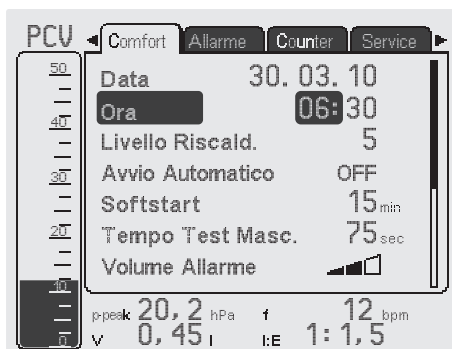 PCV
Comfort Allarme Counter Service
50
40
30
20
10
0
Data 30. 03. 10
Ora 06: 30
Livello Riscald. 5
Avvio Automatico OFF
Softstart 15 min
Tempo Test Masc. 75 sec
Volume Allarme
p-peak 20, 2 hPa f 12 bpm
V 0, 45 l I:E 1: 1, 5